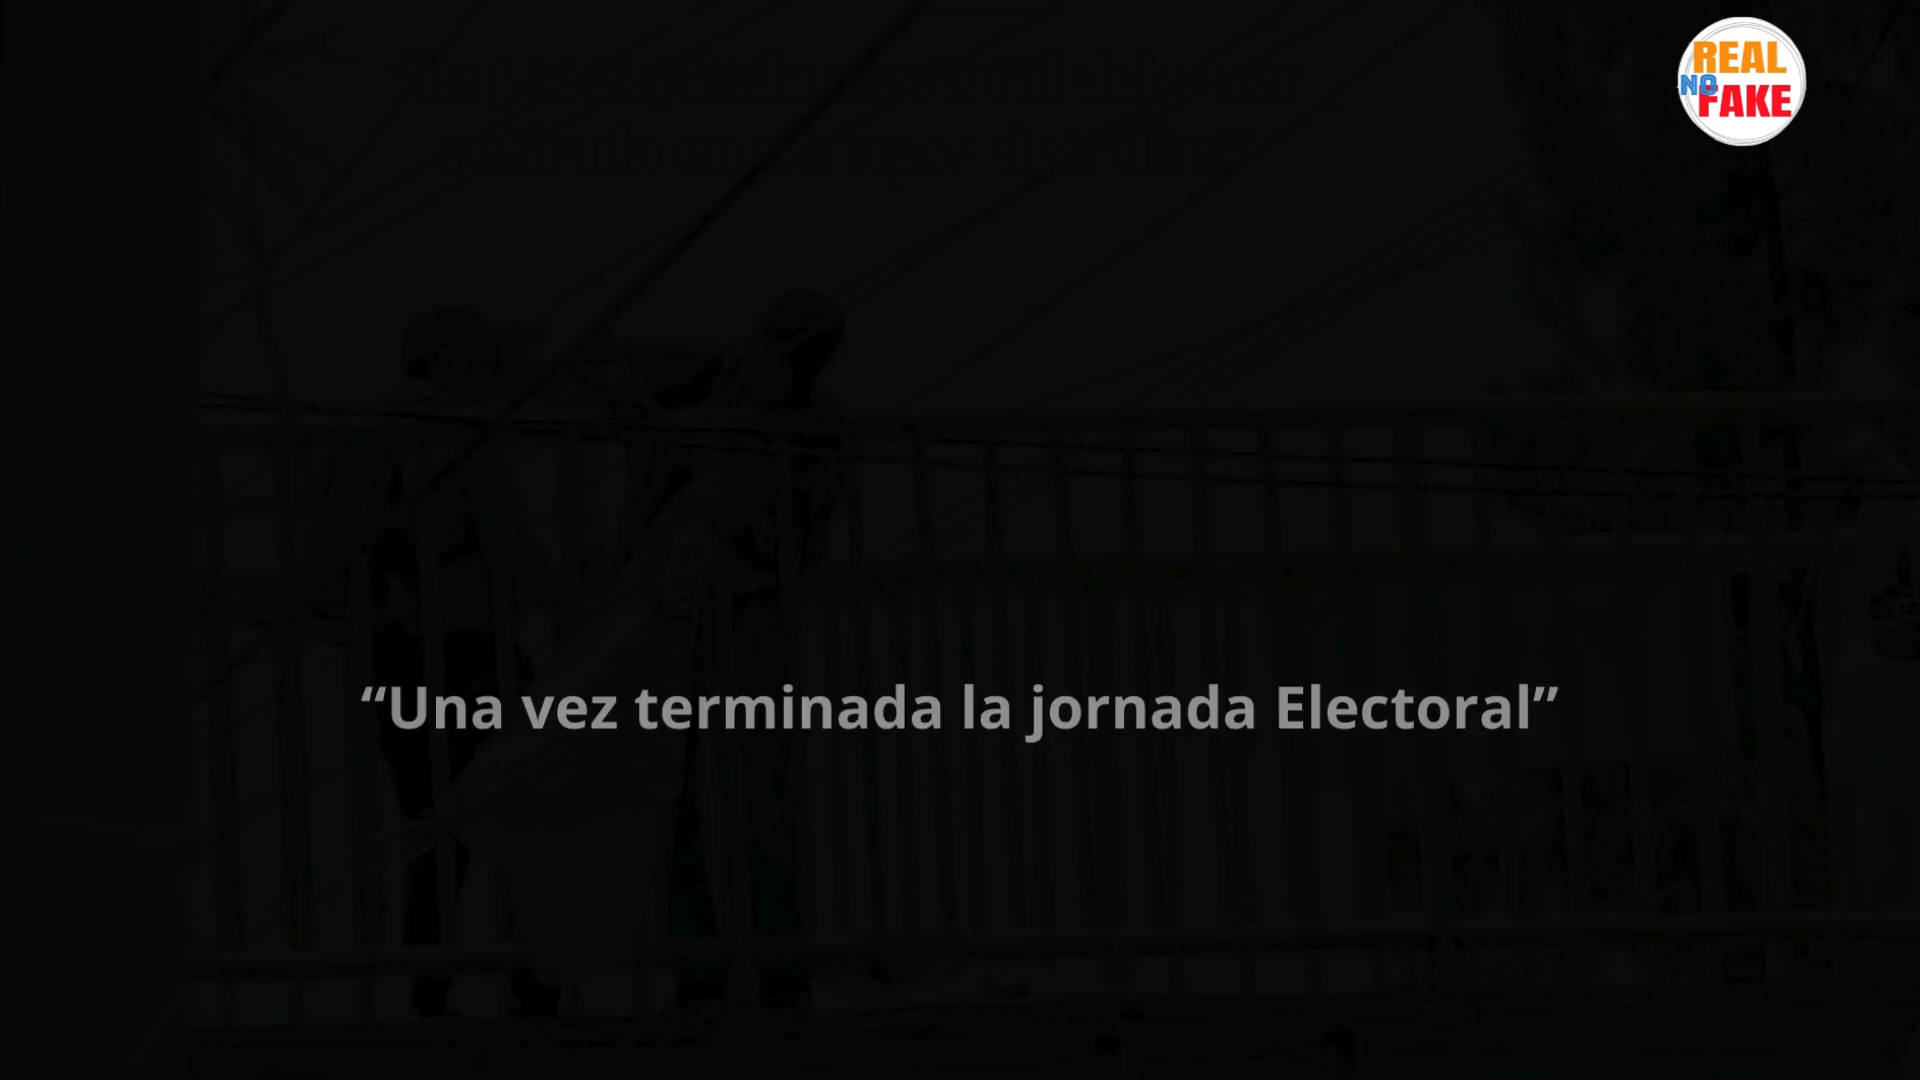 REAL
NO
FAKE
“Una vez terminada la jornada Electoral”